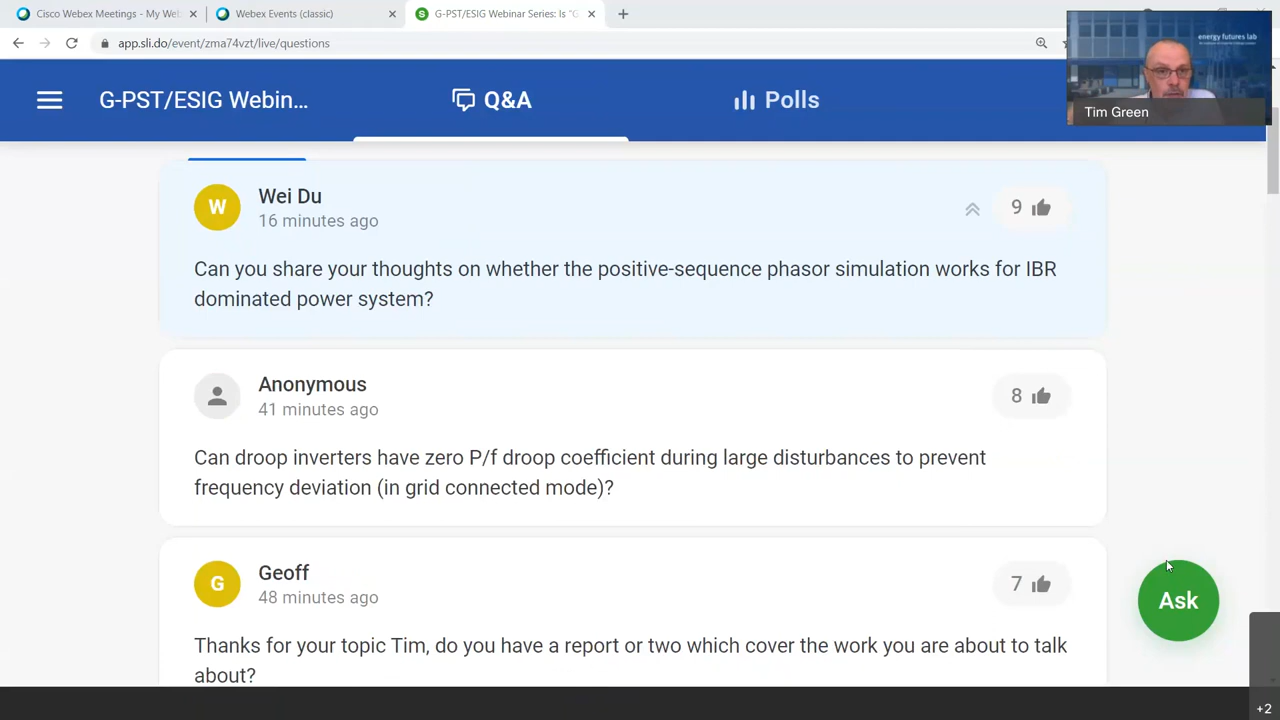 Cisco Webex Meetings - My Web
Webex Events (classic)
S
G-PST/ESIG Webinar Series: Is "G
app.sli.do/event/zma74vzt/live/questions
energy futures lab
Tim Green
G-PST/ESIG Webin...
Q&A
Polls
W
Wei Du
16 minutes ago
9
Can you share your thoughts on whether the positive-sequence phasor simulation works for IBR
dominated power system?
Anonymous
41 minutes ago
8
Can droop inverters have zero P/f droop coefficient during large disturbances to prevent
frequency deviation (in grid connected mode)?
G
Geoff
48 minutes ago
7
Thanks for your topic Tim, do you have a report or two which cover the work you are about to talk
about?
Ask
+2